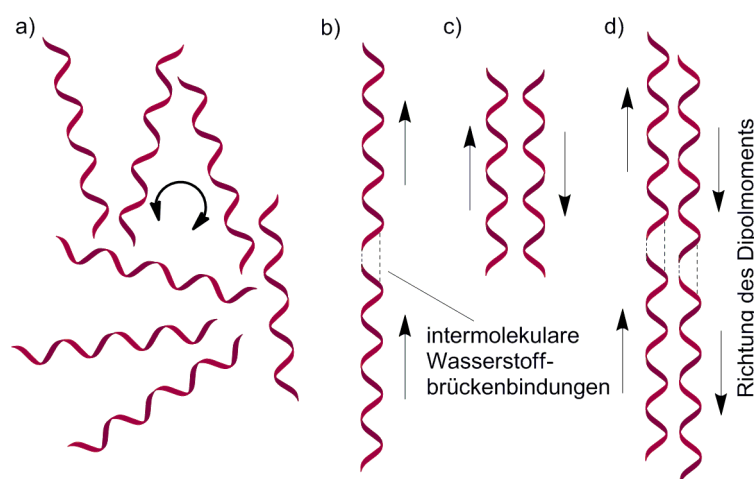 a)
b)
c)
d)
intermolekulare
Wasserstoff-
brückenbindungen
Richtung des Dipolmoments